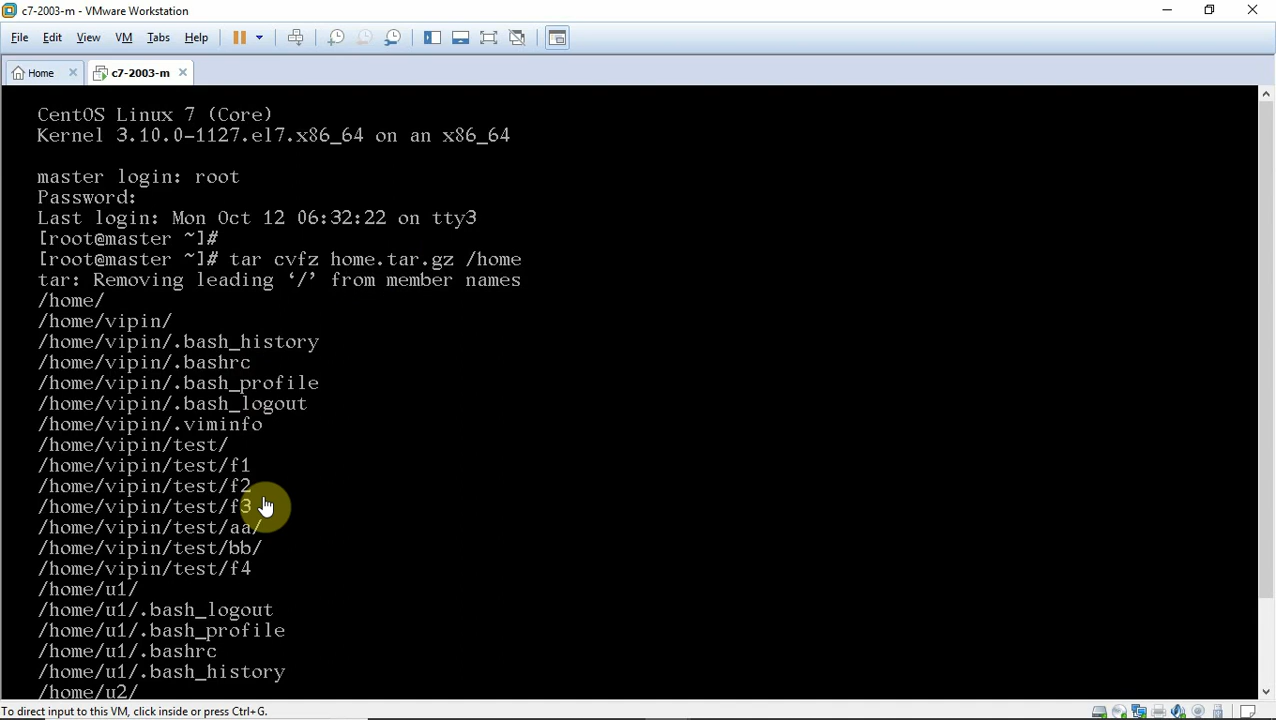 c7-2003-m - VMware Workstation
File Edit View VM Tabs Help
Home c7-2003-m
CentOS Linux 7 (Core)
Kernel 3.10.0-1127.el7.x86_64 on an x86_64
master login: root
Password:
Last login: Mon Oct 12 06:32:22 on tty3
[root@master ~]#
[root@master ~]# tar cvfz home.tar.gz /home
tar: Removing leading ‘/’ from member names
/home/
/home/vipin/
/home/vipin/.bash_history
/home/vipin/.bashrc
/home/vipin/.bash_profile
/home/vipin/.bash_logout
/home/vipin/.viminfo
/home/vipin/test/
/home/vipin/test/f1
/home/vipin/test/f2
/home/vipin/test/f3
/home/vipin/test/aa/
/home/vipin/test/bb/
/home/vipin/test/f4
/home/u1/
/home/u1/.bash_logout
/home/u1/.bash_profile
/home/u1/.bashrc
/home/u1/.bash_history
/home/u2/
To direct input to this VM, click inside or press Ctrl+G.